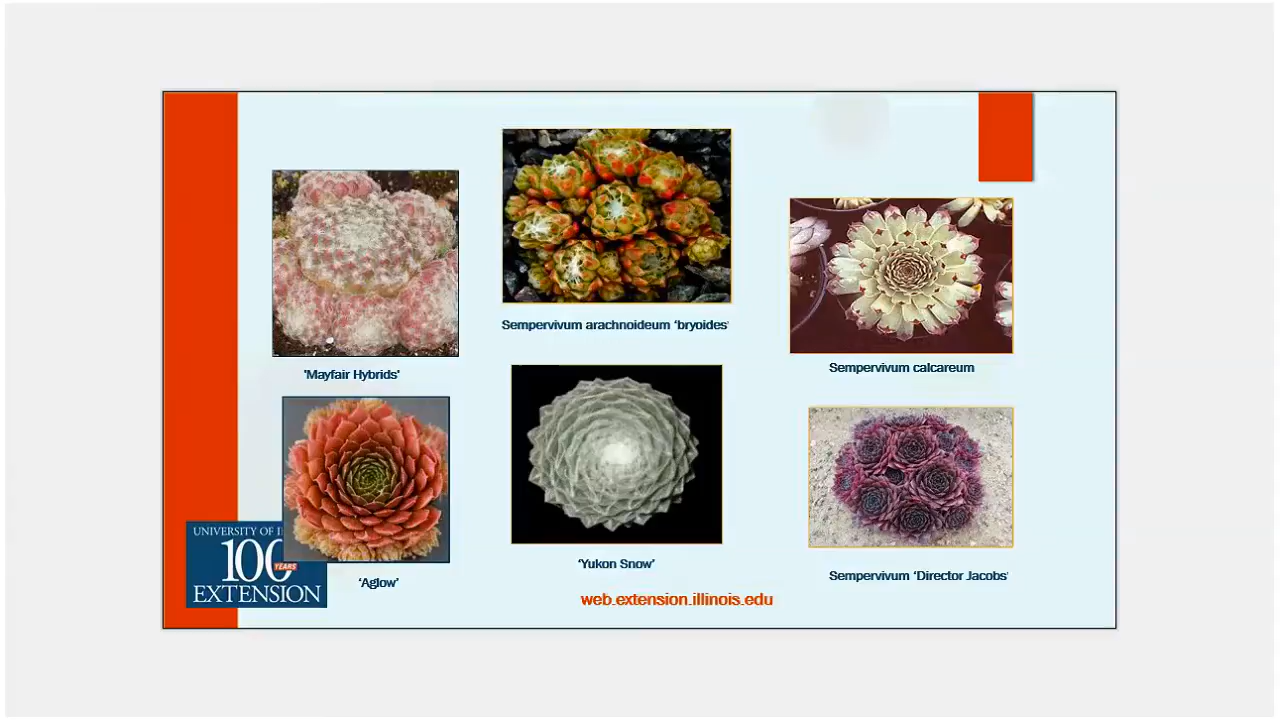 Sempervivum arachnoideum ‘bryoides’
Sempervivum calcareum
'Mayfair Hybrids'
UNIVERSITY OF I
100
YEARS
EXTENSION
‘Aglow’
‘Yukon Snow’
Sempervivum ‘Director Jacobs’
web.extension.illinois.edu